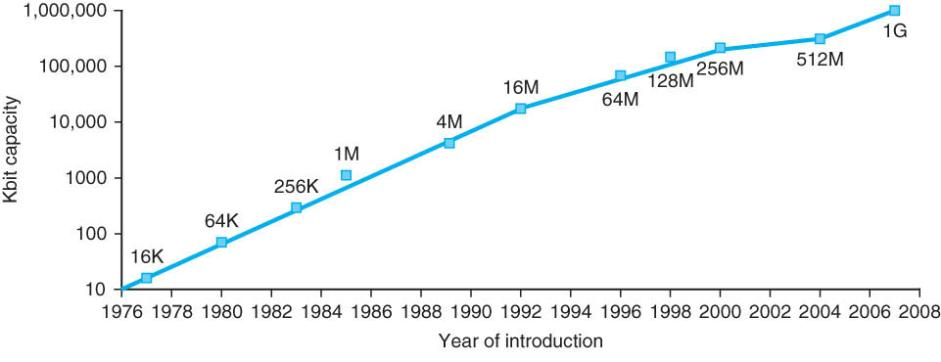 1,000,000
100,000
10,000
1000
100
10
Kbit capacity
16K
64K
256K
1M
4M
16M
64M
128M
256M
512M
1G
1976 1978 1980 1982 1984 1986 1988 1990 1992 1994 1996 1998 2000 2002 2004 2006 2008
Year of introduction